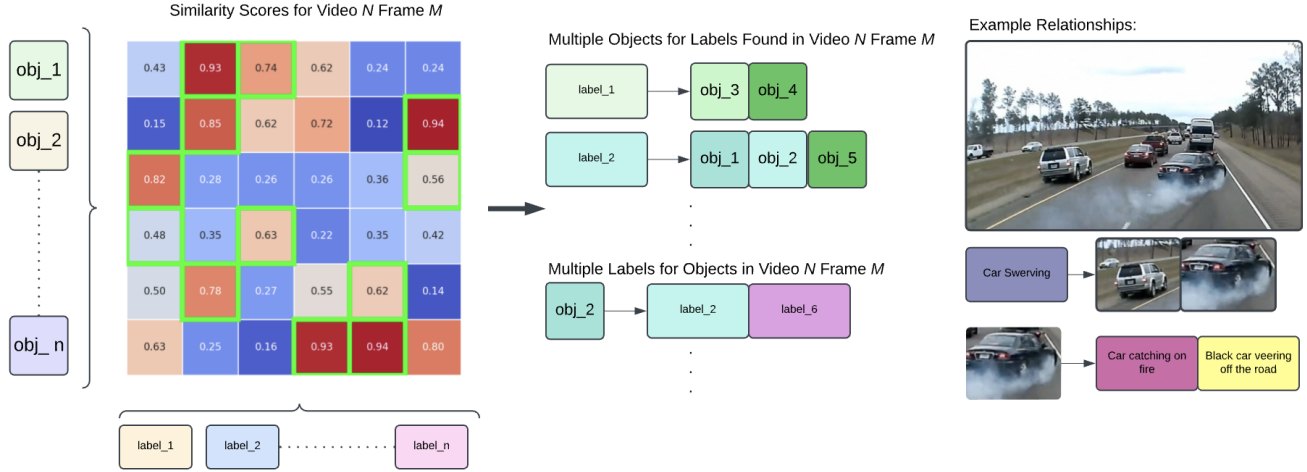 Similarity Scores for Video N Frame M
obj_1
obj_2
obj_ n
0.43 0.93 0.74 0.62 0.24 0.24
0.15 0.85 0.62 0.72 0.12 0.94
0.82 0.28 0.26 0.26 0.36 0.56
0.48 0.35 0.63 0.22 0.35 0.42
0.50 0.78 0.27 0.55 0.62 0.14
0.63 0.25 0.16 0.93 0.94 0.80
label_1
label_2
label_n
Multiple Objects for Labels Found in Video N Frame M
label_1
obj_3
obj_4
label_2
obj_1
obj_2
obj_5
Multiple Labels for Objects in Video N Frame M
obj_2
label_2
label_6
Example Relationships:
Car Swerving
Car catching on
fire
Black car veering
off the road